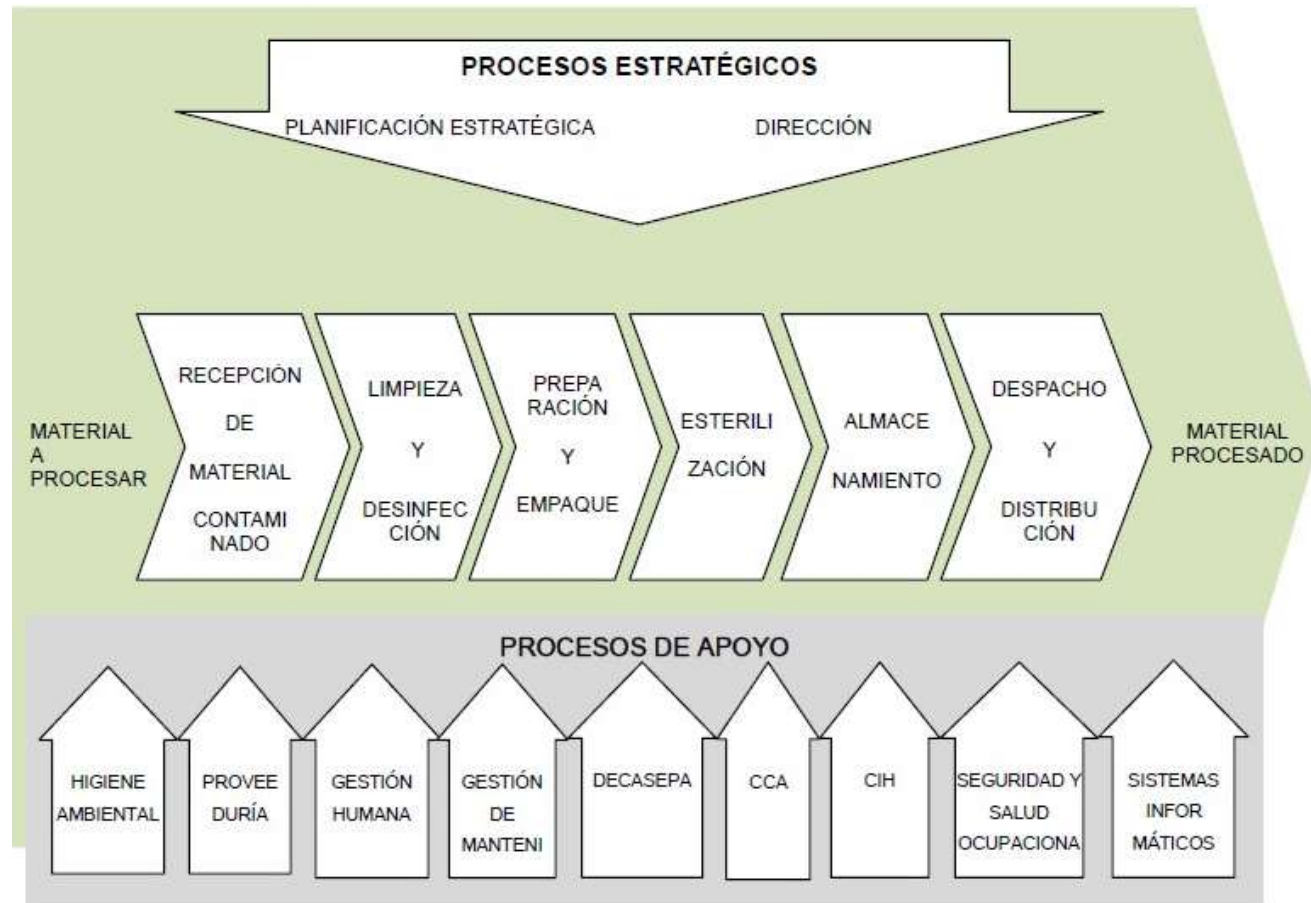 PROCESOS ESTRATÉGICOS
PLANIFICACIÓN ESTRATÉGICA
DIRECCIÓN
MATERIAL
A
PROCESAR
RECEPCIÓN
DE
MATERIAL
CONTAMI
NADO
LIMPIEZA
Y
DESINFEC
CIÓN
PREPA
RACIÓN
Y
EMPAQUE
ESTERILI
ZACIÓN
ALMACE
NAMIENTO
DESPACHO
Y
DISTRIBU
CIÓN
MATERIAL
PROCESADO
PROCESOS DE APOYO
HIGIENE
AMBIENTAL
PROVEE
DURÍA
GESTIÓN
HUMANA
GESTIÓN
DE
MANTENI
DECASEPA
CCA
CIH
SEGURIDAD Y
SALUD
OCUPACIONA
SISTEMAS
INFOR
MÁTICOS